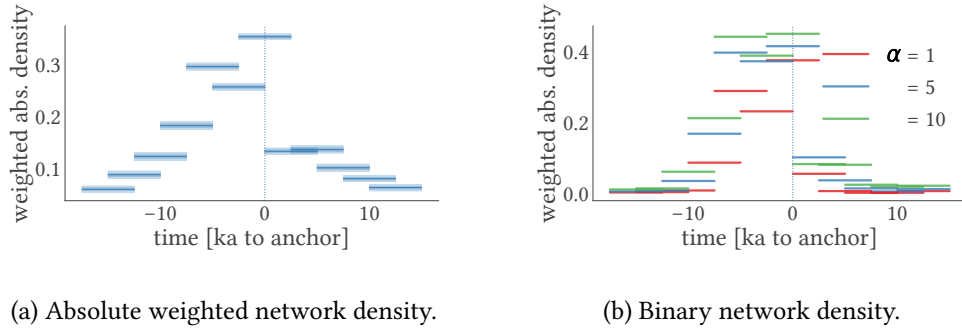 weighted abs. density
0.3
0.2
0.1
−10 0 10
time [ka to anchor]
(a) Absolute weighted network density.
weighted abs. density
0.4
0.2
0.0
α = 1
= 5
= 10
−10 0 10
time [ka to anchor]
(b) Binary network density.